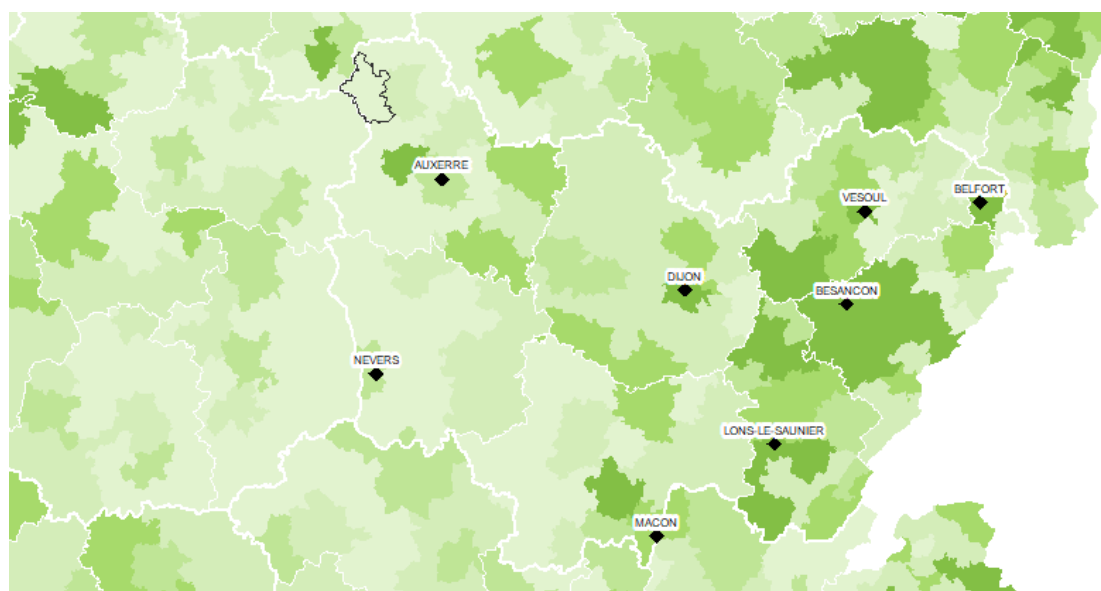 AUXERRE
BELFORT
VESOUL
DIJON
BESANCON
NEVERS
LONS-LE-SAUNIER
MACON